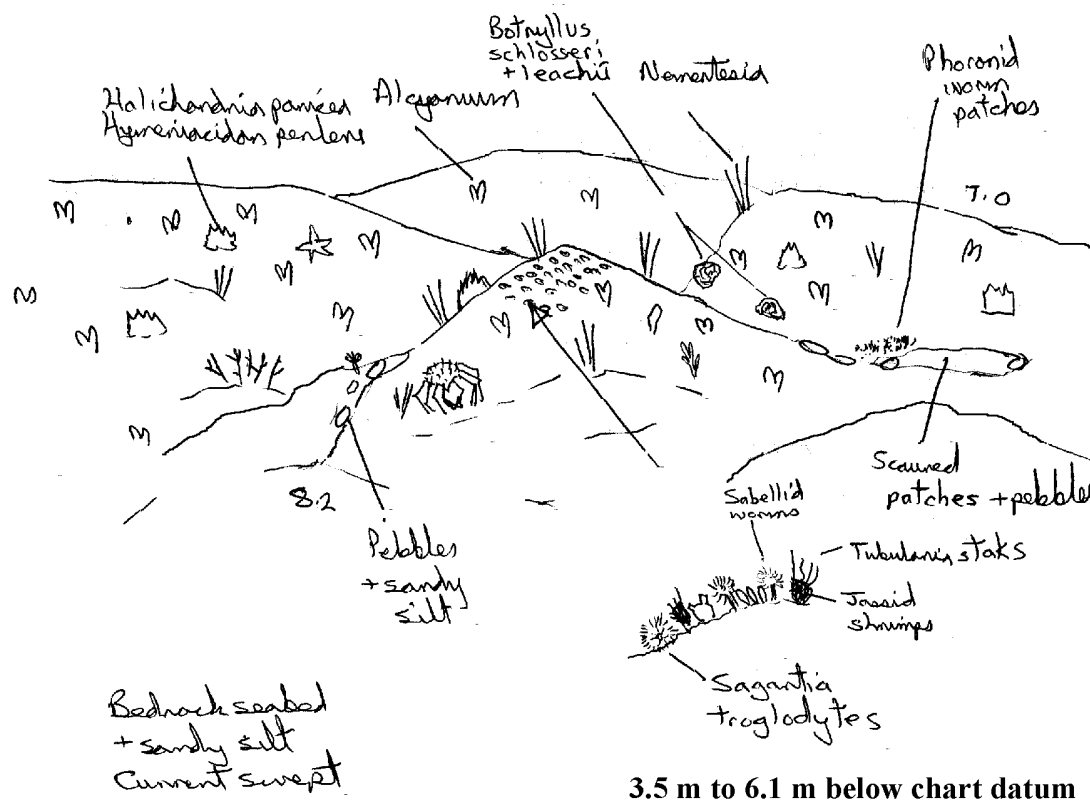 Botryllus
schlosseri
+ leachii
Nemertesia
Phoronid
worm
patches
Halichondria panicea
Hymeniacidon perleve
Alcyonium
7.0
8.2
Pebbles
+ sandy
silt
Scoured
patches + pebbles
Sabellid
worms
Tubularia staks
Jassid
shrimps
Sagartia
troglodytes
Bedrock seabed
+ sandy silt
Current swept
3.5 m to 6.1 m below chart datum